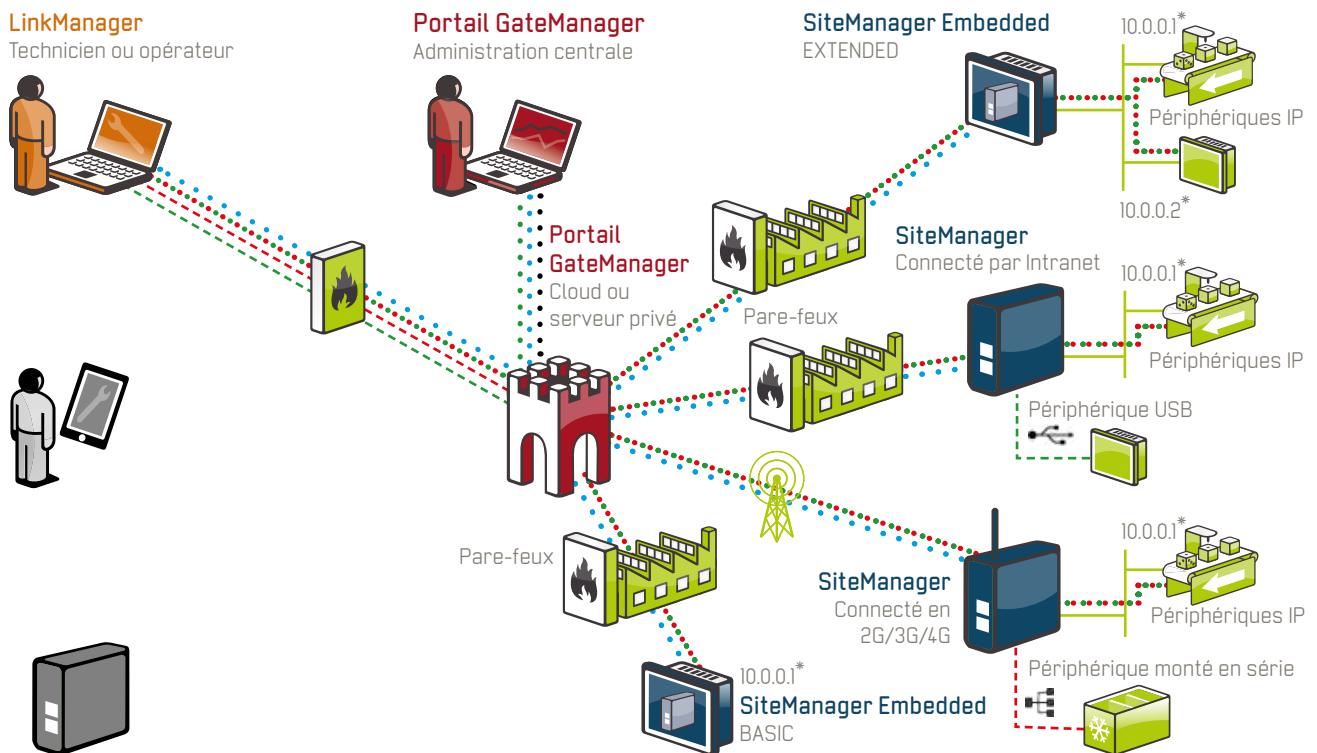 LinkManager
Technicien ou opérateur
Portail GateManager
Administration centrale
SiteManager Embedded
EXTENDED
10.0.0.1*
Périphériques IP
10.0.0.2*
Portail
GateManager
Cloud ou
serveur privé
Pare-feux
SiteManager
Connecté par Intranet
10.0.0.1*
Périphériques IP
Périphérique USB
Pare-feux
SiteManager
Connecté en
2G/3G/4G
10.0.0.1*
Périphériques IP
Périphérique monté en série
10.0.0.1*
SiteManager Embedded
BASIC